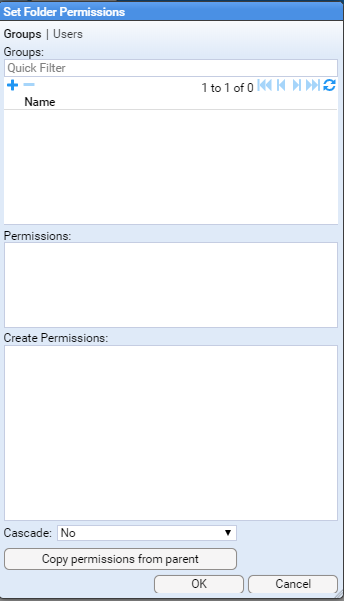 Set Folder Permissions
Groups | Users
Groups:
Quick Filter
1 to 1 of 0
Name
Permissions:
Create Permissions:
Cascade: No
Copy permissions from parent
OK Cancel